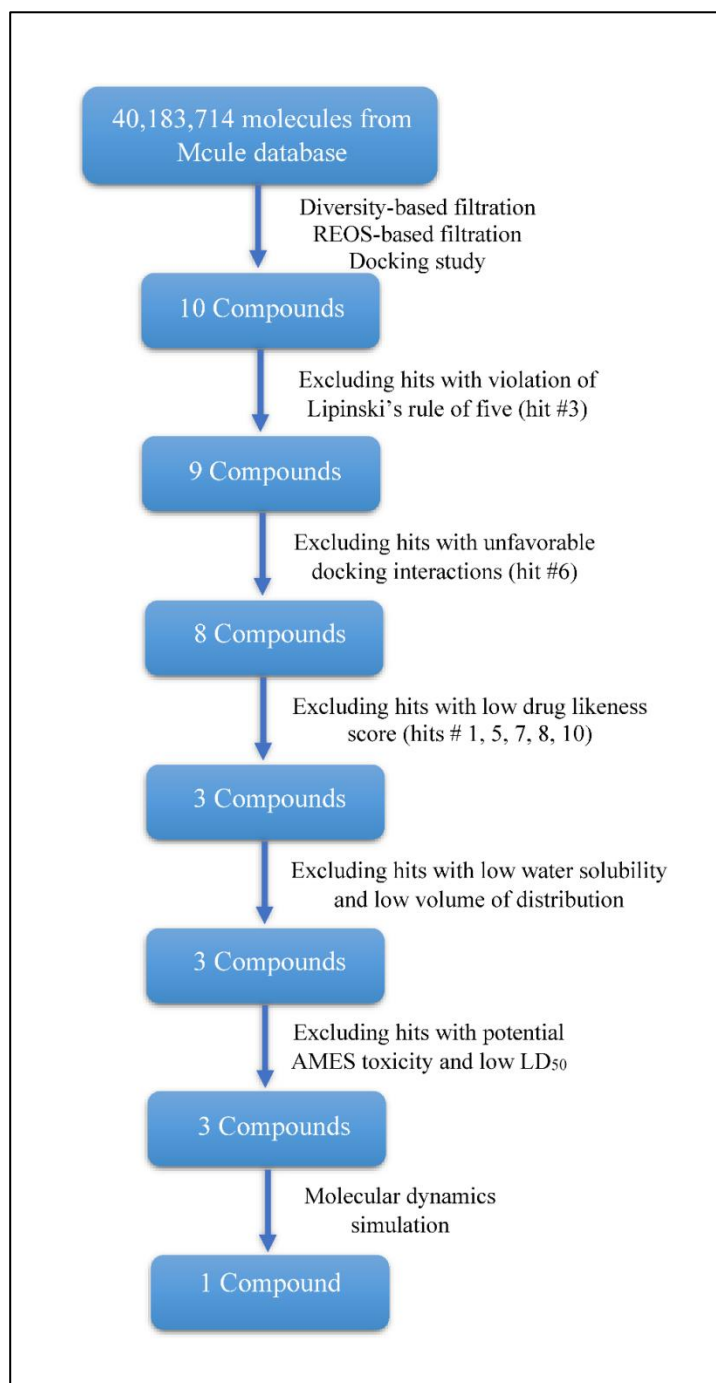 40,183,714 molecules from
Mcule database
Diversity-based filtration
REOS-based filtration
Docking study
10 Compounds
Excluding hits with violation of
Lipinski’s rule of five (hit #3)
9 Compounds
Excluding hits with unfavorable
docking interactions (hit #6)
8 Compounds
Excluding hits with low drug likeness
score (hits # 1, 5, 7, 8, 10)
3 Compounds
Excluding hits with low water solubility
and low volume of distribution
3 Compounds
Excluding hits with potential
AMES toxicity and low LD₅₀
3 Compounds
Molecular dynamics
simulation
1 Compound